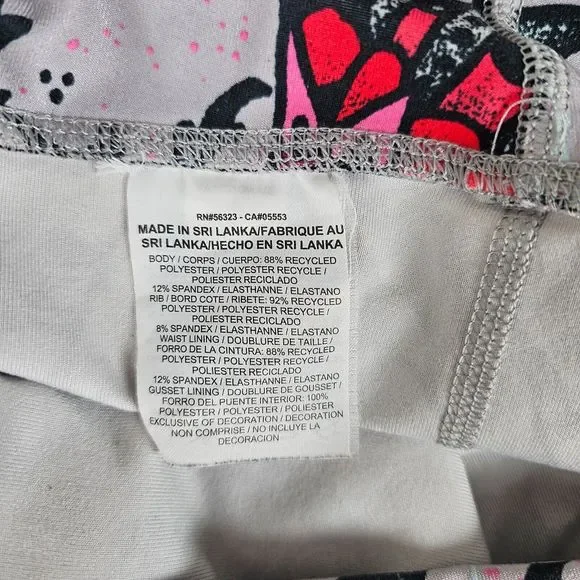 RN#56323 - CA#05553
MADE IN SRI LANKA/FABRIQUE AU
SRI LANKA/HECHO EN SRI LANKA
BODY / CORPS / CUERPO: 88% RECYCLED
POLYESTER / POLYESTER RECYCLE /
POLIESTER RECICLADO
12% SPANDEX / ELASTHANNE / ELASTANO
RIB / BORD COTE / RIBETE: 92% RECYCLED
POLYESTER / POLYESTER RECYCLE /
POLIESTER RECICLADO
8% SPANDEX / ELASTHANNE / ELASTANO
WAIST LINING / DOUBLURE DE TAILLE /
FORRO DE LA CINTURA: 88% RECYCLED
POLYESTER / POLYESTER RECYCLE /
POLIESTER RECICLADO
12% SPANDEX / ELASTHANNE / ELASTANO
GUSSET LINING / DOUBLURE DE GOUSSET /
FORRO DEL PUENTE INTERIOR: 100%
POLYESTER / POLYESTER / POLIESTER
EXCLUSIVE OF DECORATION / DECORATION
NON COMPRISE / NO INCLUYE LA
DECORACION